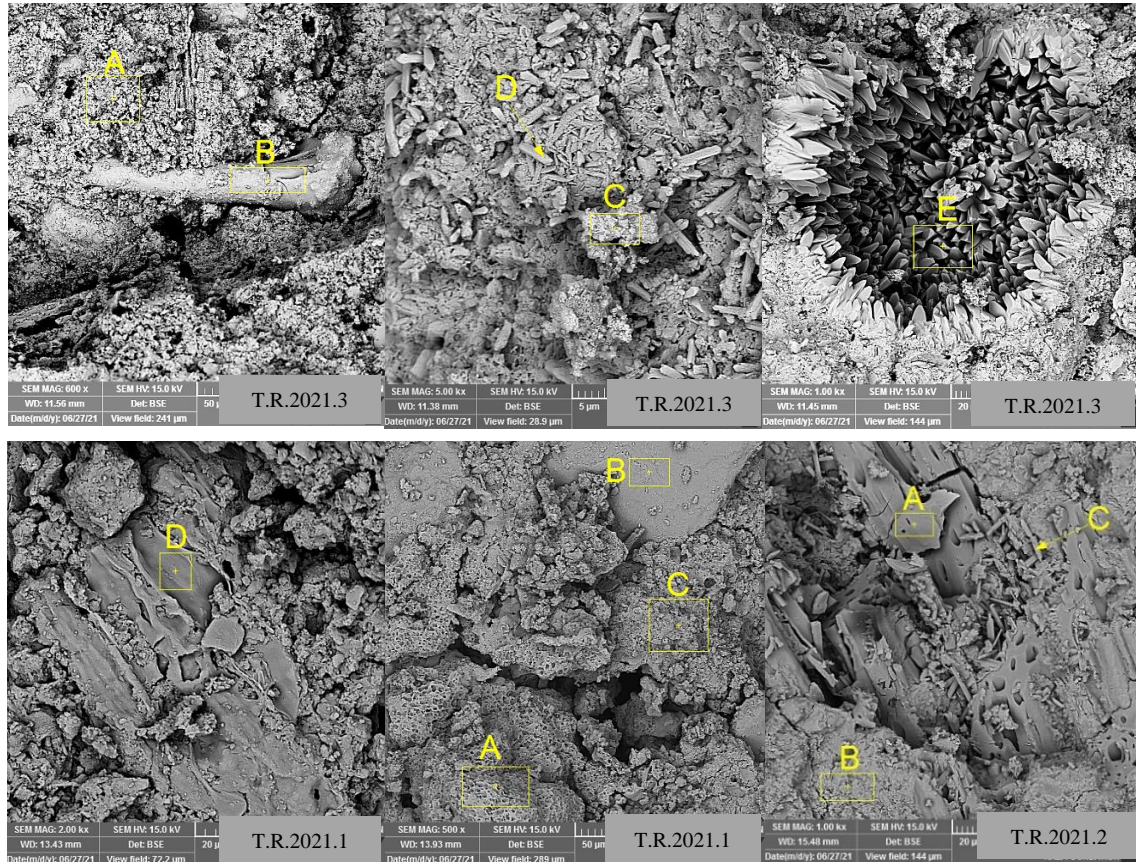 A
B
SEM MAG: 600 x SEM HV: 15.0 kV
WD: 11.56 mm Det: BSE 50 µm
Date(m/d/y): 06/27/21 View field: 241 µm
T.R.2021.3
D
C
SEM MAG: 5.00 kx SEM HV: 15.0 kV
WD: 11.38 mm Det: BSE 5 µm
Date(m/d/y): 06/27/21 View field: 28.9 µm
T.R.2021.3
E
SEM MAG: 1.00 kx SEM HV: 15.0 kV
WD: 11.45 mm Det: BSE 20
Date(m/d/y): 06/27/21 View field: 144 µm
T.R.2021.3
D
SEM MAG: 2.00 kx SEM HV: 15.0 kV
WD: 13.43 mm Det: BSE 20 µ
Date(m/d/y): 06/27/21 View field: 72.2 µm
T.R.2021.1
B
C
A
SEM MAG: 500 x SEM HV: 15.0 kV
WD: 13.93 mm Det: BSE 50
Date(m/d/y): 06/27/21 View field: 289 µm
T.R.2021.1
A
C
B
SEM MAG: 1.00 kx SEM HV: 15.0 kV
WD: 15.48 mm Det: BSE 20 µ
Date(m/d/y): 06/27/21 View field: 144 µm
T.R.2021.2